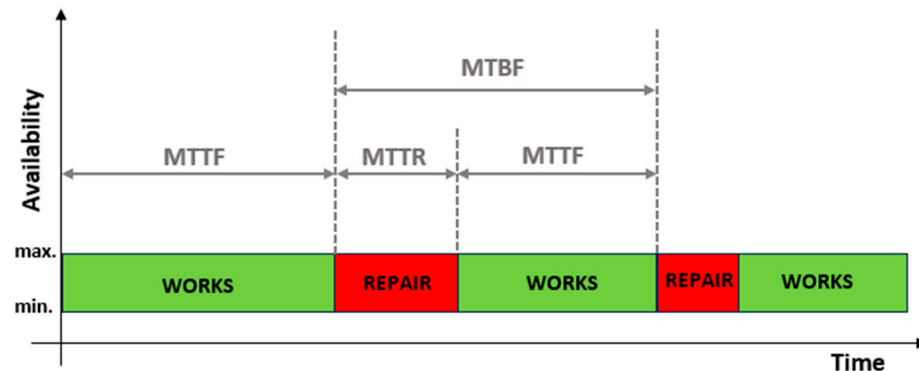 MTBF
MTTF
MTTR
MTTF
Availability
max.
min.
WORKS
REPAIR
WORKS
REPAIR
WORKS
Time